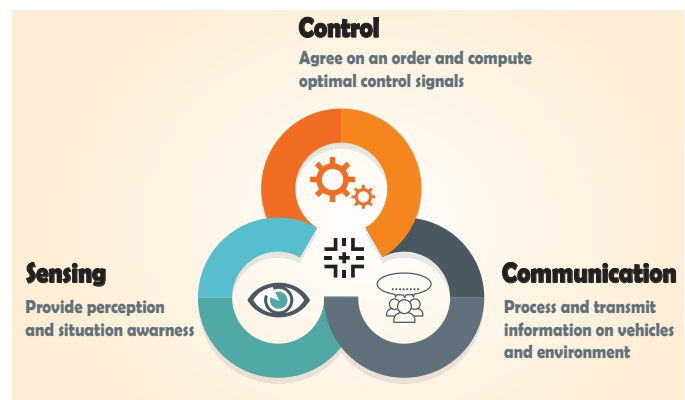 Control
Agree on an order and compute
optimal control signals
Sensing
Provide perception
and situation awarness
Communication
Process and transmit
information on vehicles
and environment